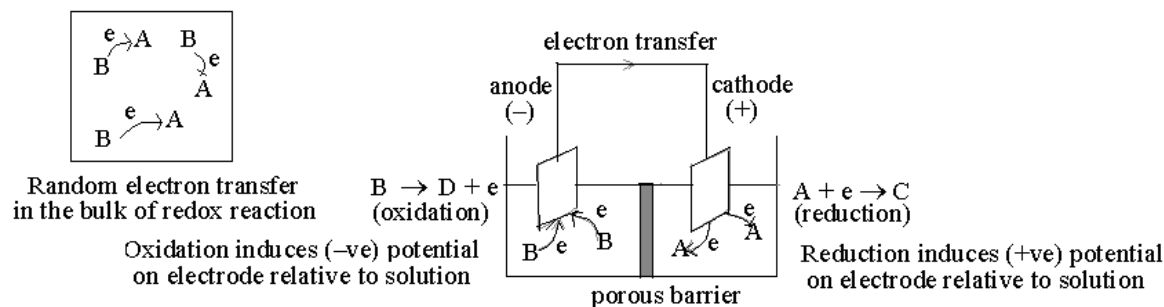 e
A
B
B
e
A
e
A
B
Random electron transfer
in the bulk of redox reaction
electron transfer
anode
(–)
cathode
(+)
B → D + e
(oxidation)
A + e → C
(reduction)
e
B
e
B
e
A
e
A
Oxidation induces (–ve) potential
on electrode relative to solution
Reduction induces (+ve) potential
on electrode relative to solution
porous barrier